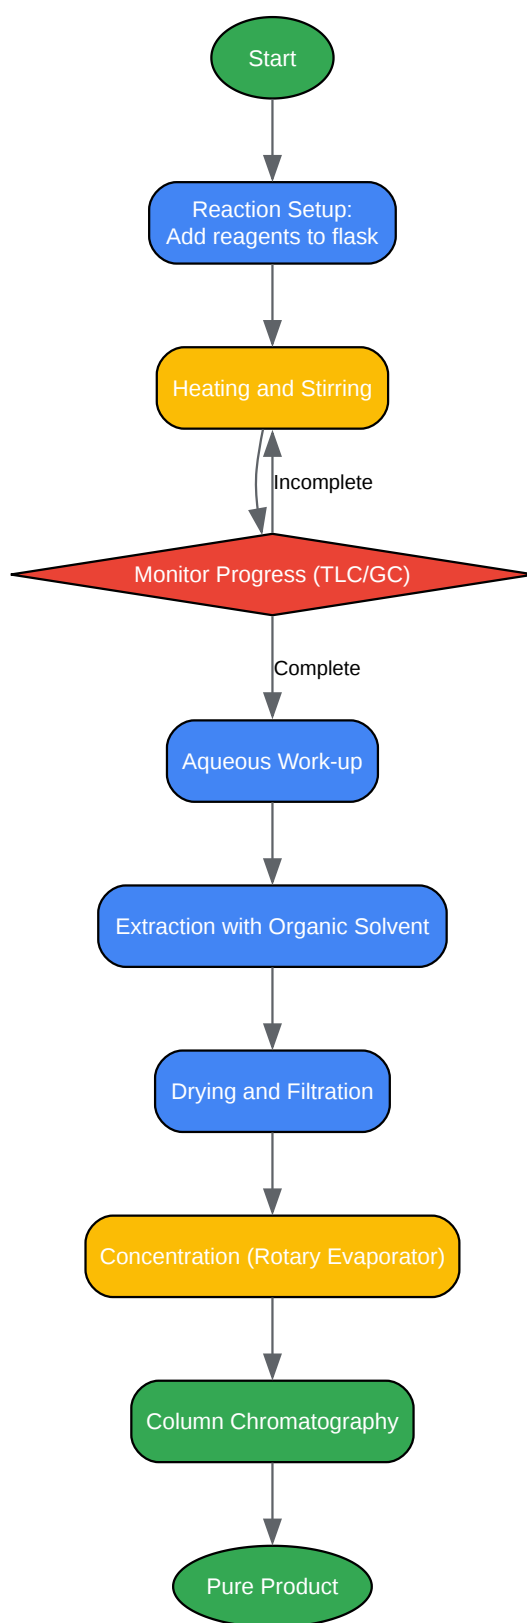 Start
Reaction Setup:
Add reagents to flask
Heating and Stirring
Incomplete
Monitor Progress (TLC/GC)
Complete
Aqueous Work-up
Extraction with Organic Solvent
Drying and Filtration
Concentration (Rotary Evaporator)
Column Chromatography
Pure Product